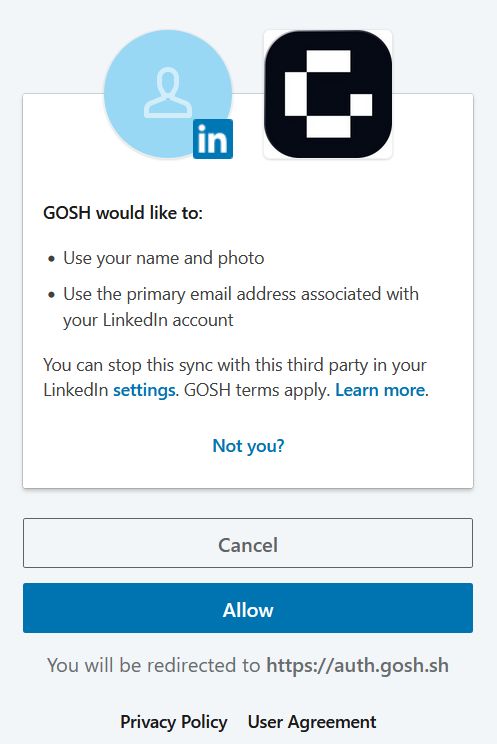 in
GOSH would like to:
• Use your name and photo
• Use the primary email address associated with
your LinkedIn account
You can stop this sync with this third party in your
LinkedIn settings. GOSH terms apply. Learn more.
Not you?
Cancel
Allow
You will be redirected to https://auth.gosh.sh
Privacy Policy User Agreement